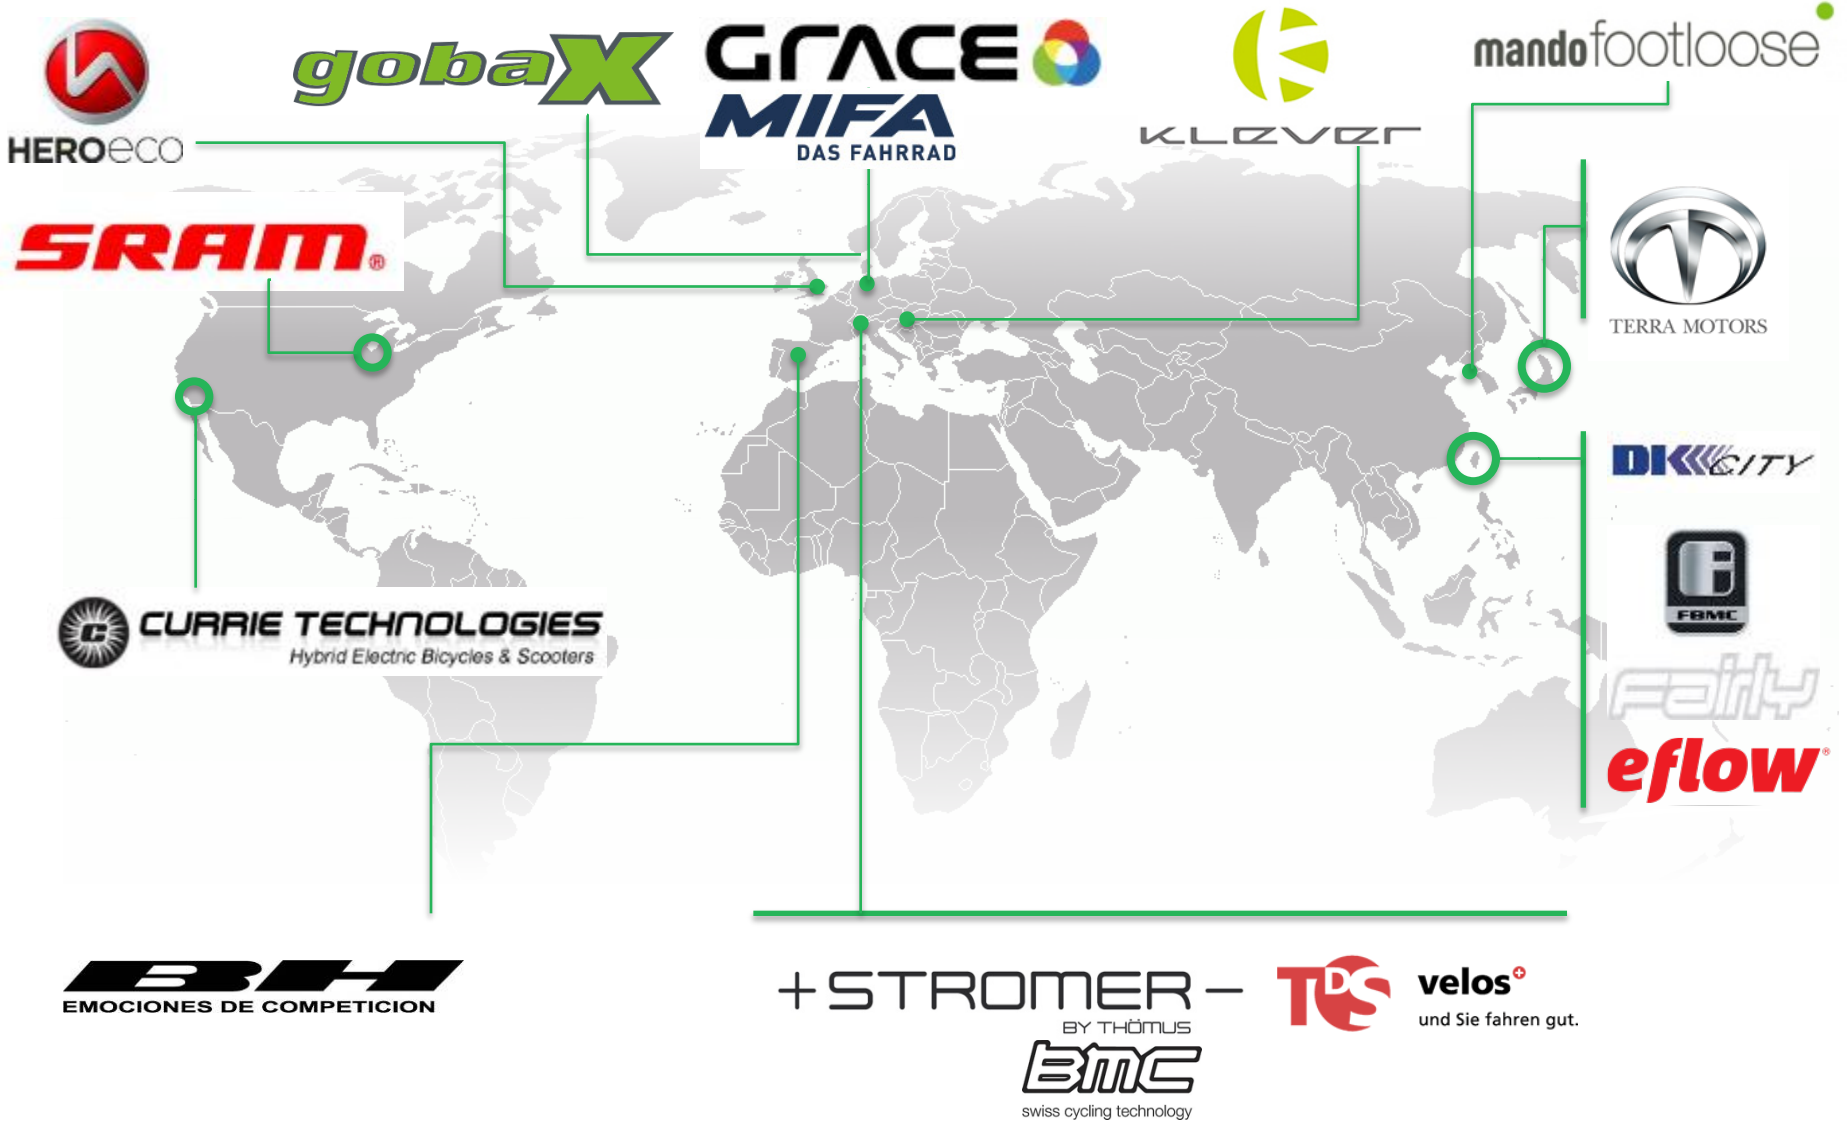 HEROeco
gobaX
GRACE
MIFA
DAS FAHRRAD
KLEVER
mandofootloose
SRAM®
TERRA MOTORS
DK CITY
FBMC
Fairly
eflow®
C
CURRIE TECHNOLOGIES
Hybrid Electric Bicycles & Scooters
BH
EMOCIONES DE COMPETICION
+STROMER−
BY THÖMUS
BMC
swiss cycling technology
TDS
velos
und Sie fahren gut.